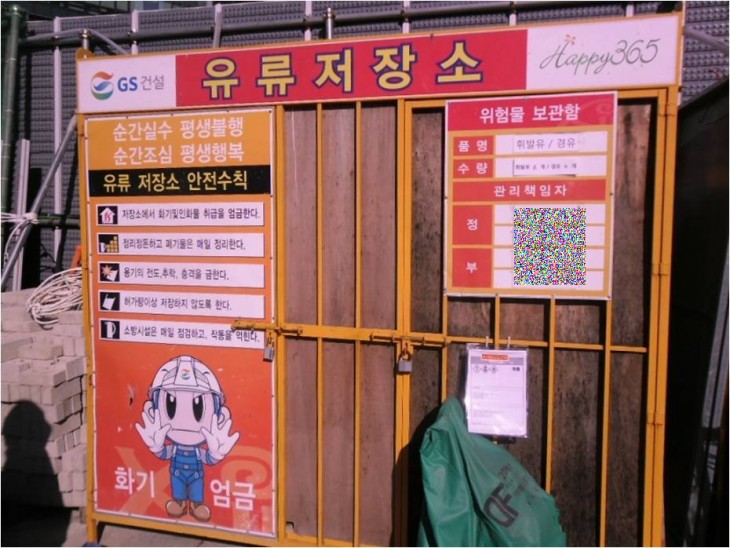 GS건설
유류저장소
Happy365
순간실수 평생불행
순간조심 평생행복
유류 저장소 안전수칙
저장소에서 화기및인화물 취급을 엄금한다.
정리정돈하고 폐기물은 매일 정리한다.
용기의 전도,추락, 충격을 금한다.
허가량이상 저장하지 않도록 한다.
소방시설은 매일 점검하고, 작동을 익힌다.
화기 엄금
위험물 보관함
품 명 휘발유 / 경유
수 량
관리책임자
정
부